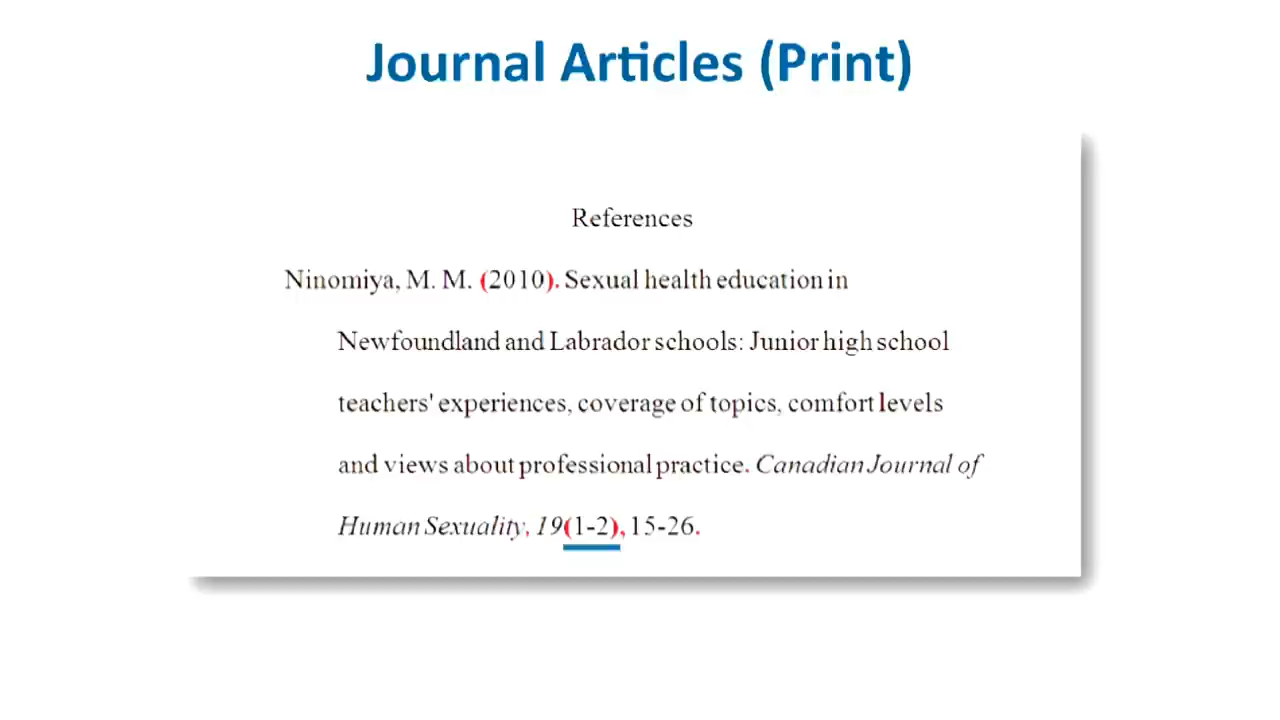 Journal Articles (Print)
References
Ninomiya, M. M. (2010). Sexual health education in
Newfoundland and Labrador schools: Junior high school
teachers' experiences, coverage of topics, comfort levels
and views about professional practice. Canadian Journal of
Human Sexuality, 19(1-2), 15-26.